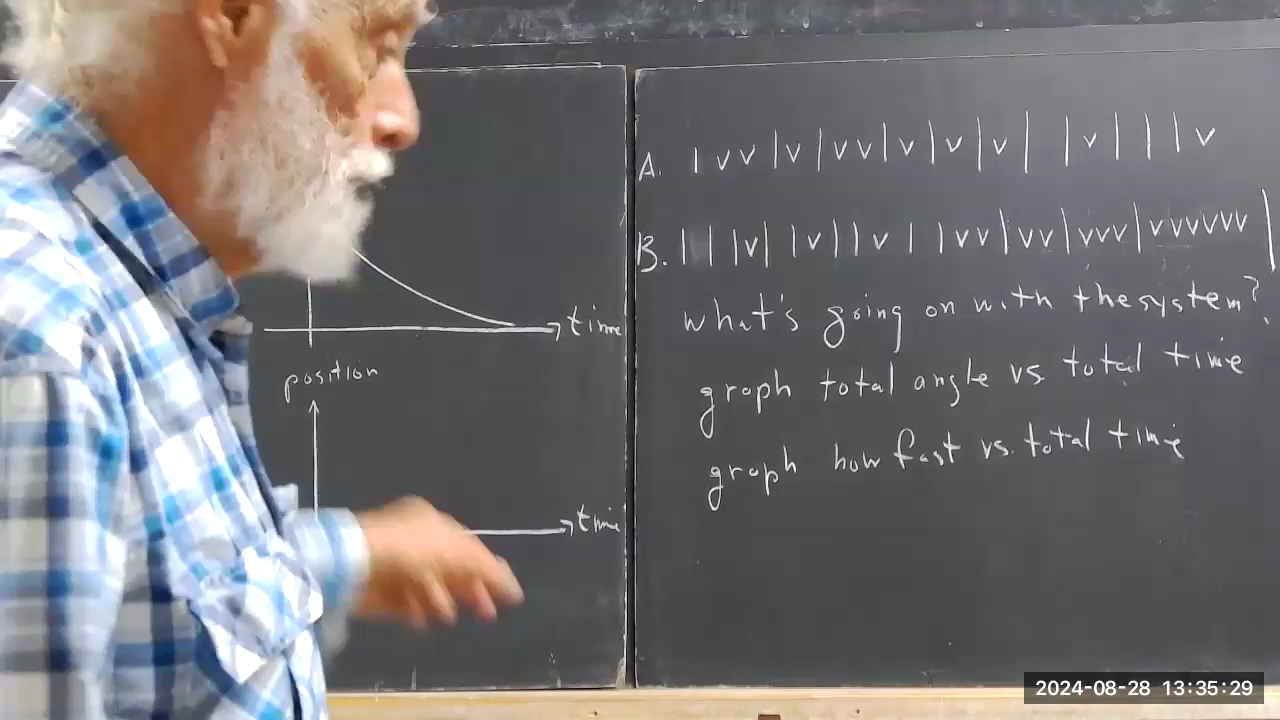 time
position
time
A. | v v | v | v v | v | v | v | | v | | | v
B. | | | v | | v | | v | | v v | v v | v v v | v v v v v v |
what's going on with the system?
graph total angle vs. total time
graph how fast vs. total time
2024-08-28 13:35:29